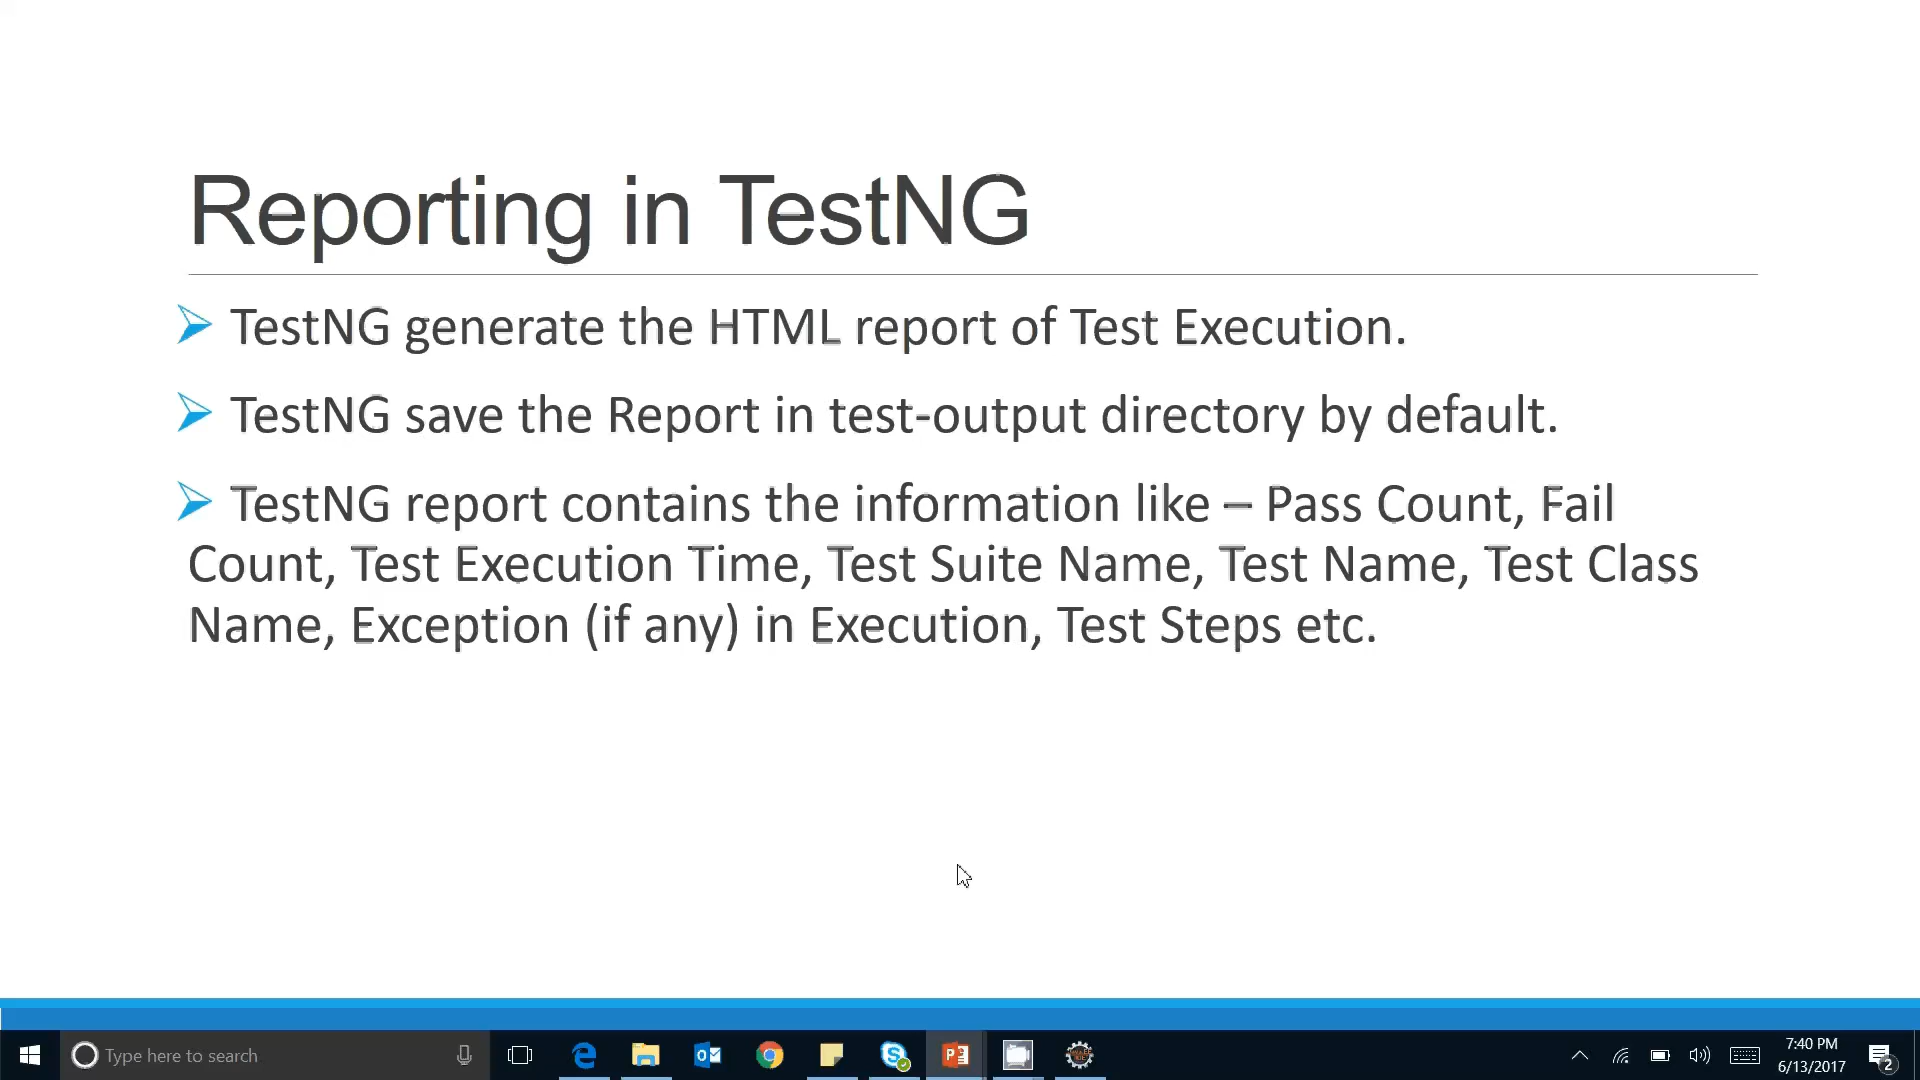 Reporting in TestNG
TestNG generate the HTML report of Test Execution.
TestNG save the Report in test-output directory by default.
TestNG report contains the information like – Pass Count, Fail
Count, Test Execution Time, Test Suite Name, Test Name, Test Class
Name, Exception (if any) in Execution, Test Steps etc.
Type here to search
7:40 PM
6/13/2017
2